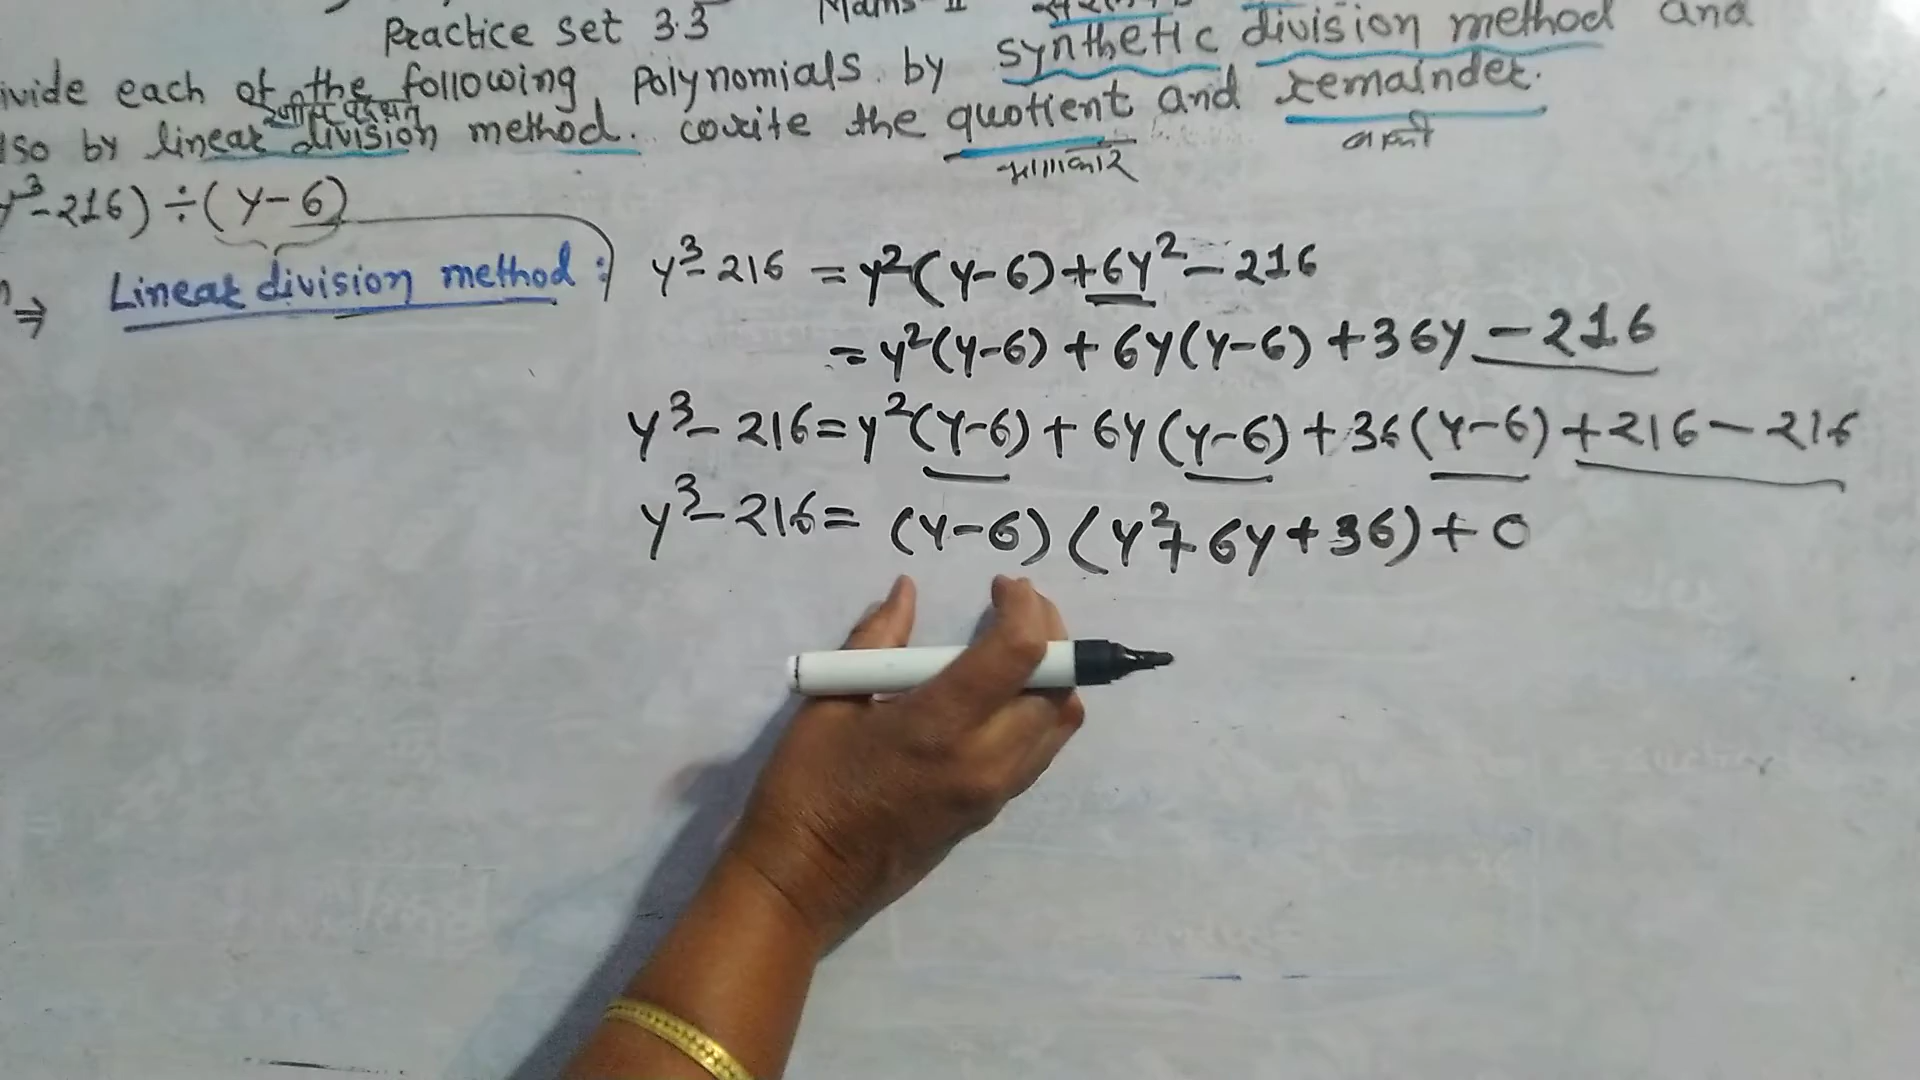 Practice set 3.3 Maths-II
ivide each of the following polynomials by synthetic division method and
lso by linear division method. write the quotient and remainder.
भागाकार बाकी
y³-216) ÷ (y-6)
⇒ Linear division method : y³-216 = y²(y-6)+6y²-216
= y²(y-6) + 6y(y-6) + 36y - 216
y³-216 = y²(y-6) + 6y(y-6) + 36(y-6) + 216 - 216
y³-216 = (y-6) (y²+6y+36) + 0